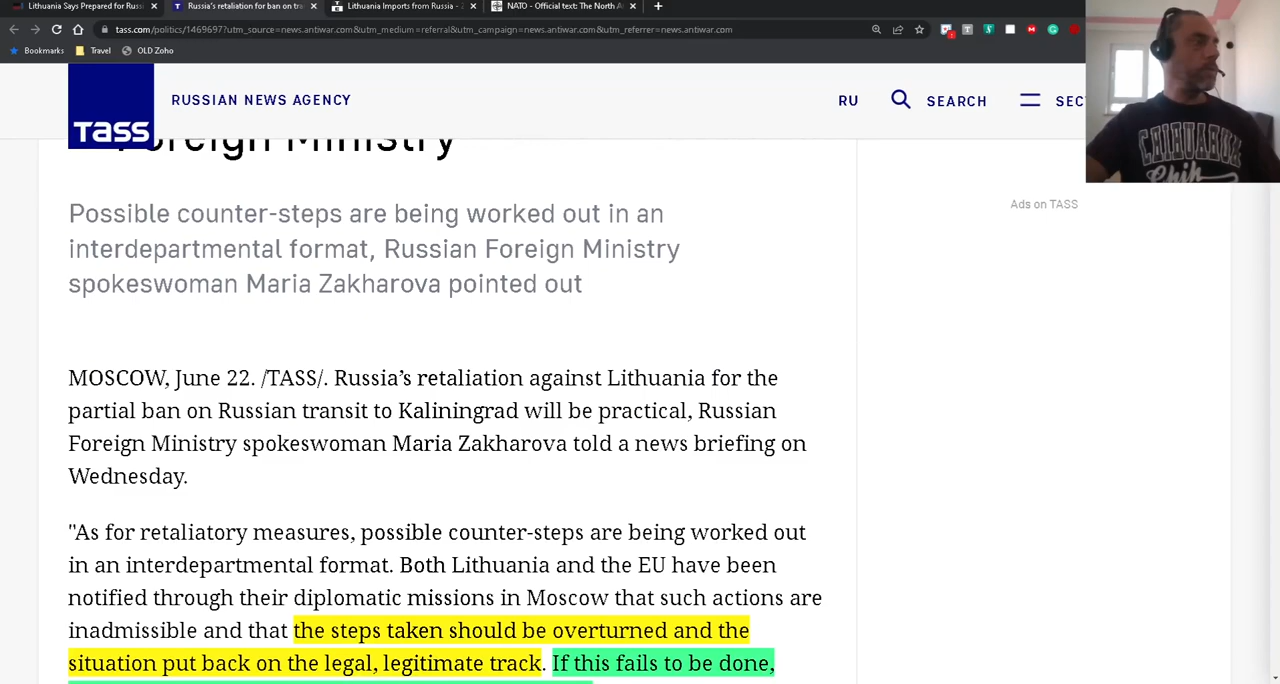 Lithuania Says Prepared for Russi
Russia's retaliation for ban on tra
Lithuania Imports from Russia -
NATO - Official text: The North A
tass.com/politics/1469697?utm_source=news.antiwar.com&utm_medium=referral&utm_campaign=news.antiwar.com&utm_referrer=news.antiwar.com
Bookmarks Travel OLD Zoho
TASS
RUSSIAN NEWS AGENCY
RU
SEARCH
SEC
Foreign Ministry
Possible counter-steps are being worked out in an
interdepartmental format, Russian Foreign Ministry
spokeswoman Maria Zakharova pointed out
Ads on TASS
MOSCOW, June 22. /TASS/. Russia's retaliation against Lithuania for the
partial ban on Russian transit to Kaliningrad will be practical, Russian
Foreign Ministry spokeswoman Maria Zakharova told a news briefing on
Wednesday.
"As for retaliatory measures, possible counter-steps are being worked out
in an interdepartmental format. Both Lithuania and the EU have been
notified through their diplomatic missions in Moscow that such actions are
inadmissible and that the steps taken should be overturned and the
situation put back on the legal, legitimate track. If this fails to be done,
CHIHUAHUA
Chih